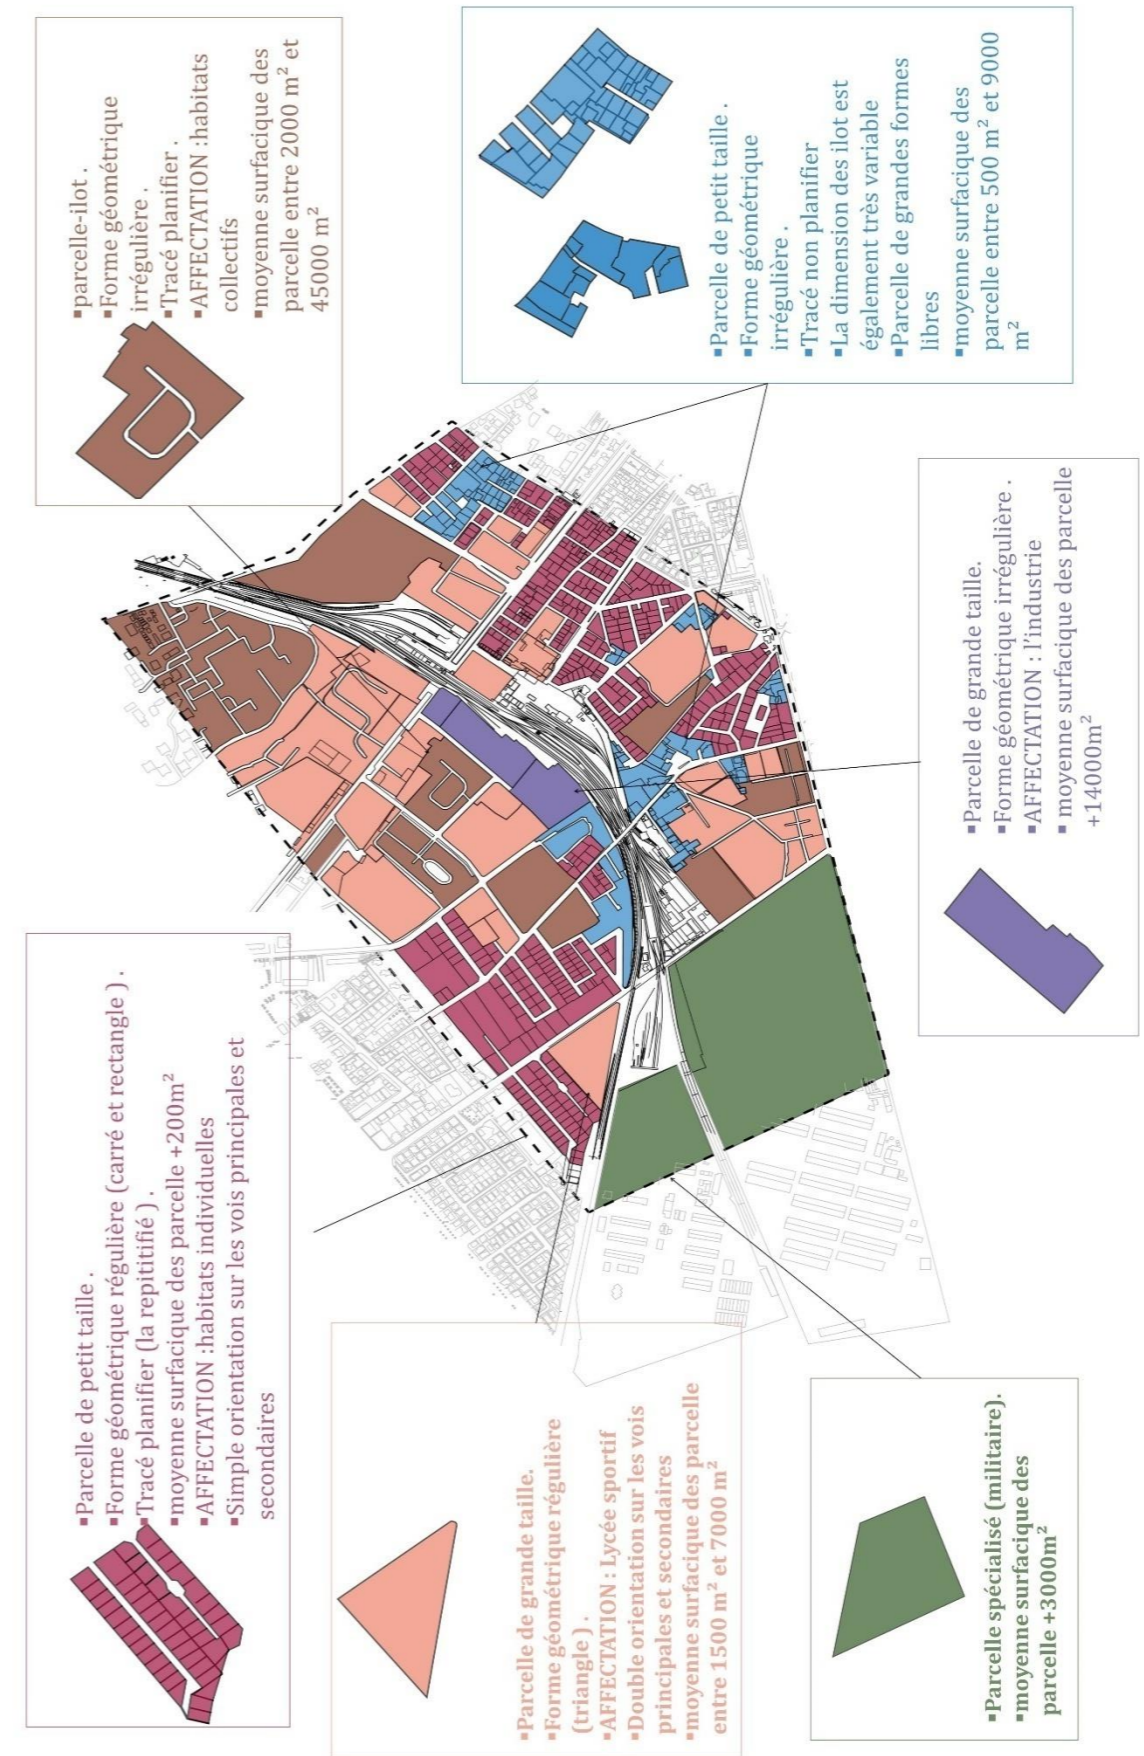 ▪Parcelle de petit taille .
▪Forme géométrique régulière (carré et rectangle ) .
▪Tracé planifier (la repititifié ) .
▪moyenne surfacique des parcelle +200m²
▪AFFECTATION :habitats individuelles
▪Simple orientation sur les vois principales et
secondaires
▪parcelle-ilot .
▪Forme géométrique
irrégulière .
▪Tracé planifier .
▪AFFECTATION :habitats
collectifs
▪moyenne surfacique des
parcelle entre 2000 m² et
45000 m²
▪Parcelle de grande taille.
▪Forme géométrique régulière
(triangle ) .
▪AFFECTATION : Lycée sportif
▪Double orientation sur les vois
principales et secondaires
▪moyenne surfacique des parcelle
entre 1500 m² et 7000 m²
▪Parcelle de petit taille .
▪Forme géométrique
irrégulière .
▪Tracé non planifier
▪La dimension des ilot est
également très variable
▪Parcelle de grandes formes
libres
▪moyenne surfacique des
parcelle entre 500 m² et 9000
m²
▪Parcelle spécialisé (militaire).
▪moyenne surfacique des
parcelle +3000m²
▪Parcelle de grande taille.
▪Forme géométrique irrégulière .
▪AFFECTATION : l'industrie
▪moyenne surfacique des parcelle
+14000m²